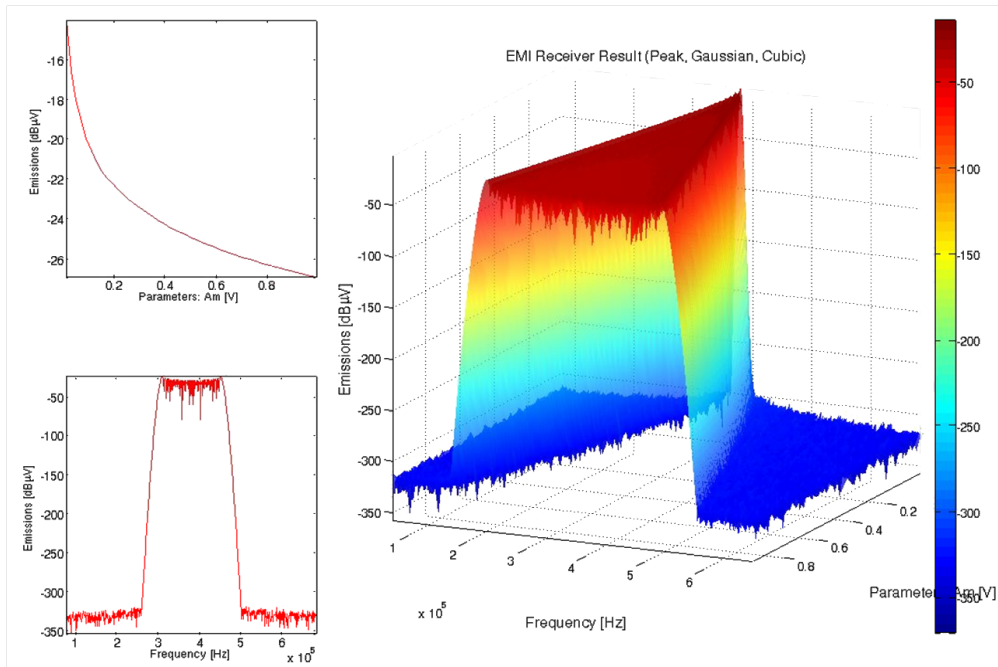 -16
-18
-20
-22
-24
-26
Emissions [dBµV]
0.2 0.4 0.6 0.8
Parameters: Am [V]
-50
-100
-150
-200
-250
-300
-350
Emissions [dBµV]
1 2 3 4 5 6
x 10⁵
Frequency [Hz]
EMI Receiver Result (Peak, Gaussian, Cubic)
-50
-100
-150
-200
-250
-300
-350
Emissions [dBµV]
1 2 3 4 5 6
x 10⁵
Frequency [Hz]
0.2
0.4
0.6
0.8
Parameter Am [V]
-50
-100
-150
-200
-250
-300